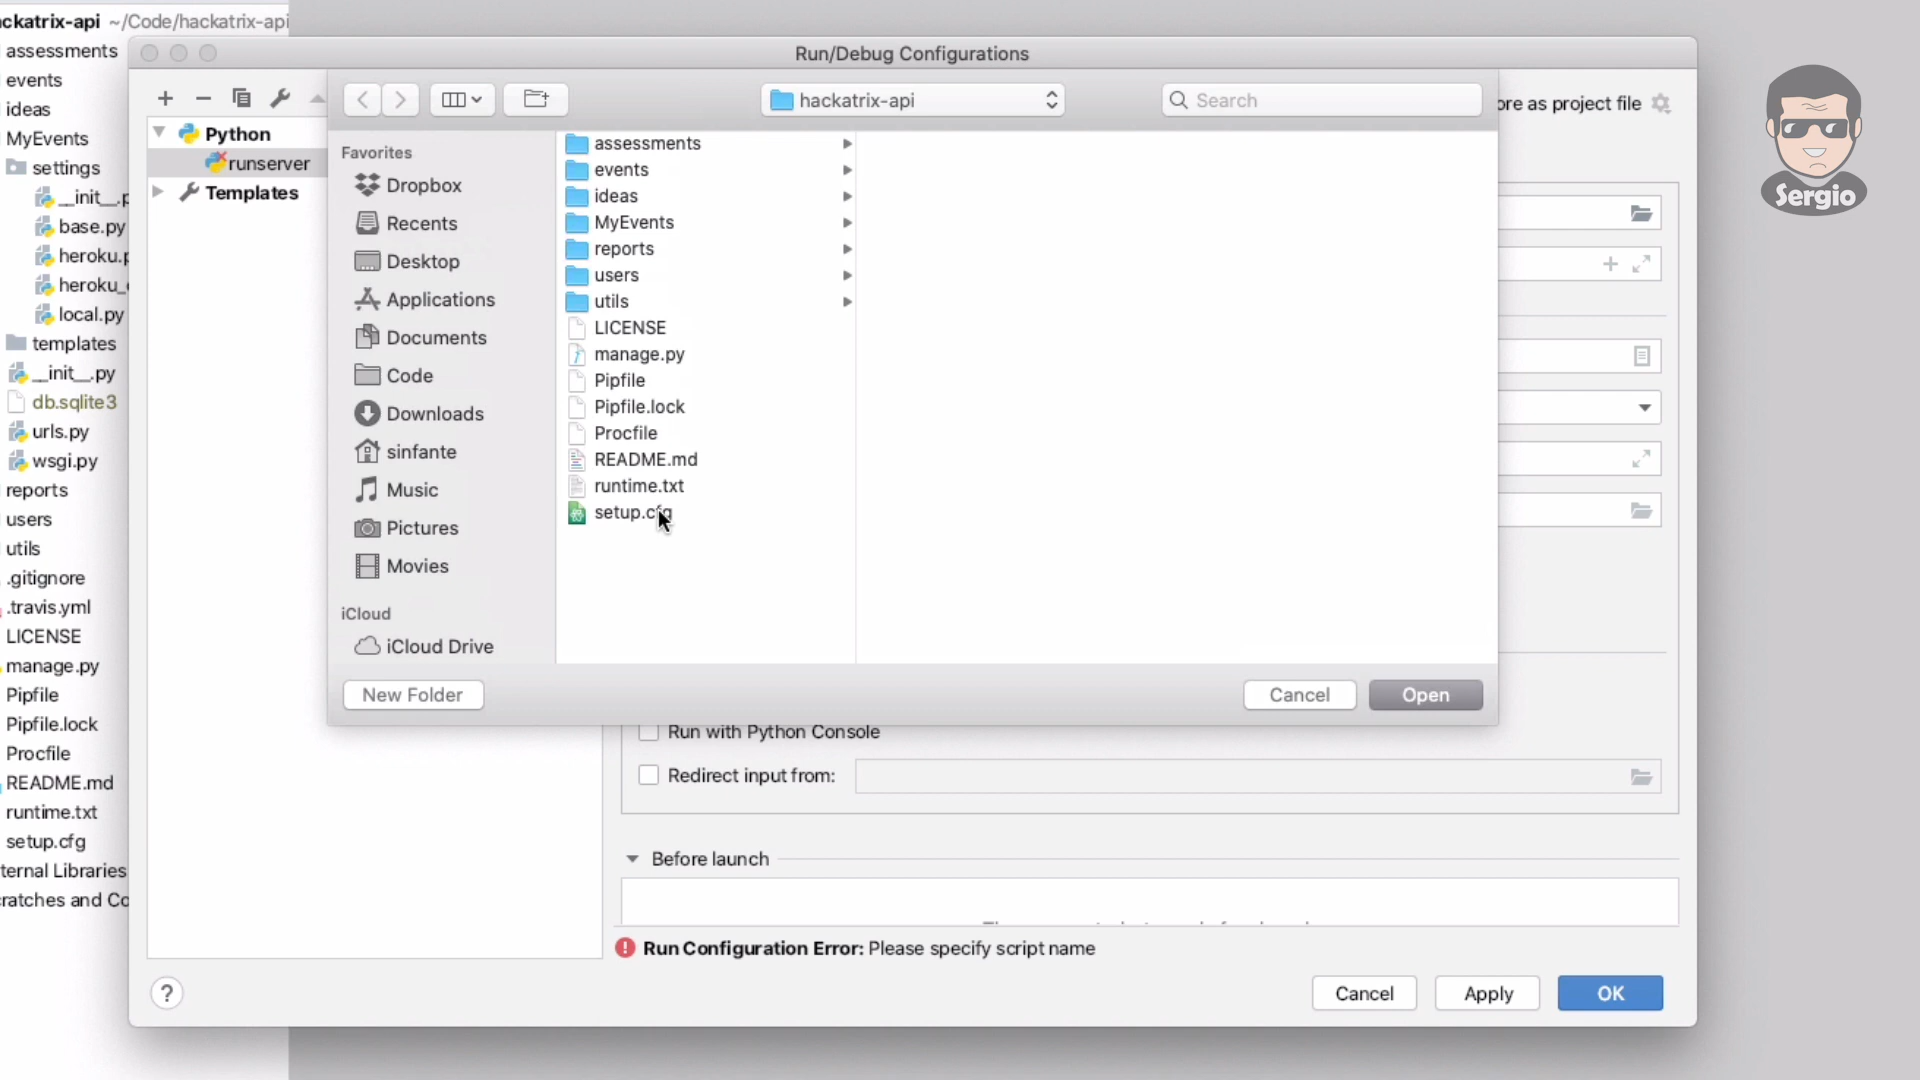 ackatrix-api ~/Code/hackatrix-api
assessments
events
ideas
MyEvents
settings
__init__.p
base.py
heroku.p
heroku_
local.py
templates
__init__.py
db.sqlite3
urls.py
wsgi.py
reports
users
utils
.gitignore
.travis.yml
LICENSE
manage.py
Pipfile
Pipfile.lock
Procfile
README.md
runtime.txt
setup.cfg
ternal Libraries
ratches and Co
Run/Debug Configurations
Python
runserver
Templates
hackatrix-api
Search
ore as project file
Favorites
Dropbox
Recents
Desktop
Applications
Documents
Code
Downloads
sinfante
Music
Pictures
Movies
iCloud
iCloud Drive
assessments
events
ideas
MyEvents
reports
users
utils
LICENSE
manage.py
Pipfile
Pipfile.lock
Procfile
README.md
runtime.txt
setup.cfg
New Folder
Cancel
Open
Run with Python Console
Redirect input from:
Before launch
Run Configuration Error: Please specify script name
?
Cancel
Apply
OK
Sergio